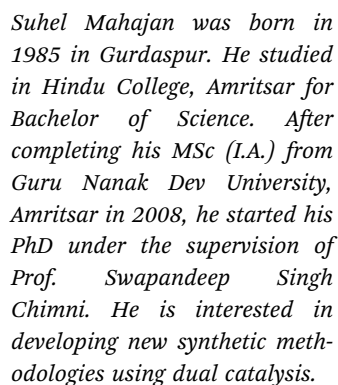 Suhel Mahajan was born in
1985 in Gurdaspur. He studied
in Hindu College, Amritsar for
Bachelor of Science. After
completing his MSc (I.A.) from
Guru Nanak Dev University,
Amritsar in 2008, he started his
PhD under the supervision of
Prof. Swapandeep Singh
Chimni. He is interested in
developing new synthetic meth-
odologies using dual catalysis.